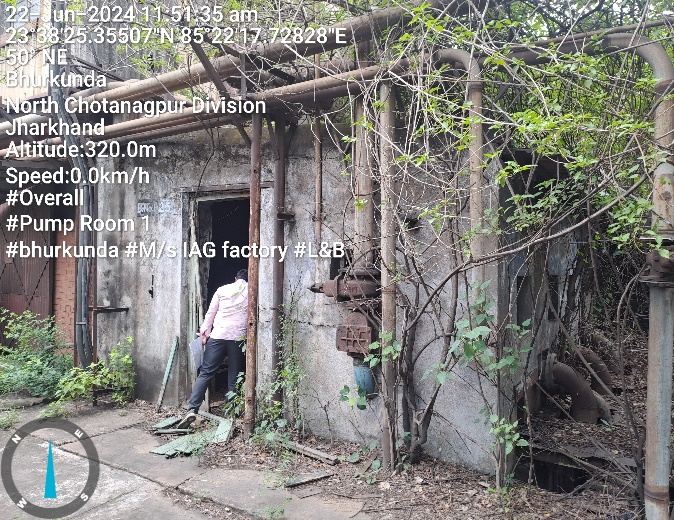 22-Jun-2024 11:51:35 am
23°38'25.35507"N 85°22'17.72828"E
50° NE
Bhurkunda
North Chotanagpur Division
Jharkhand
Altitude:320.0m
Speed:0.0km/h
#Overall
#Pump Room 1
#bhurkunda #M/s IAG factory #L&B
N
E
S
W